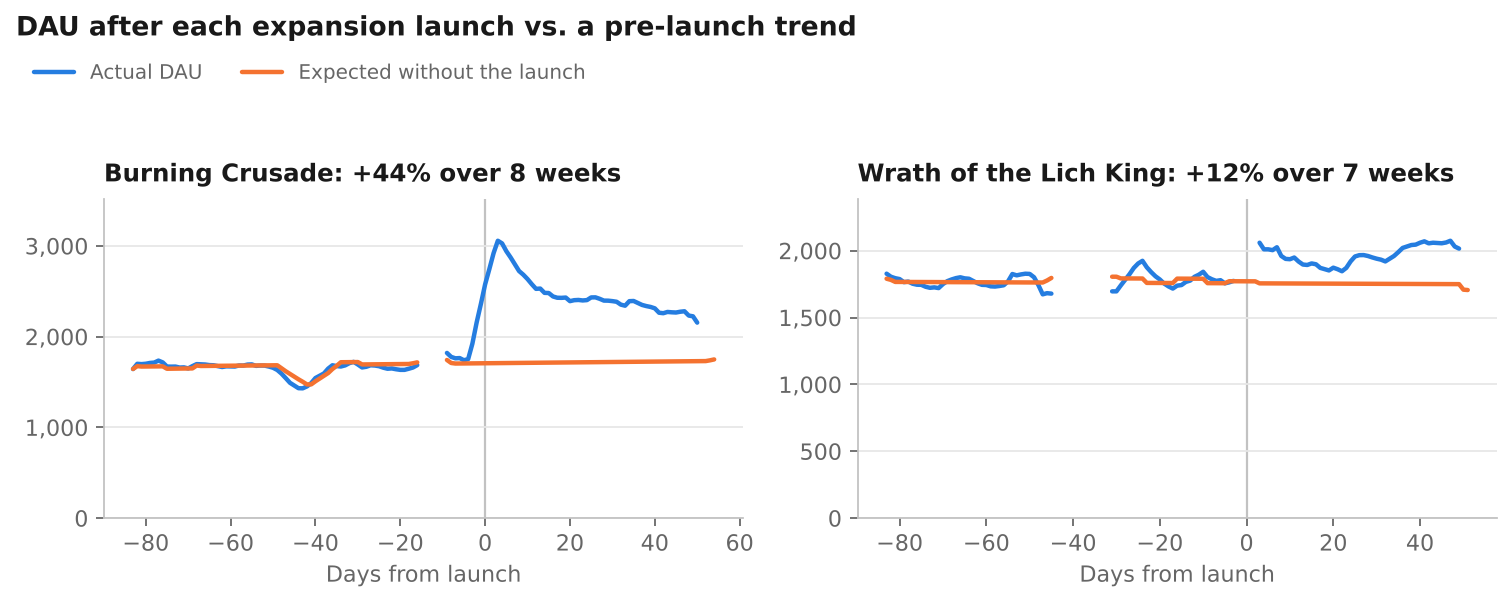 DAU after each expansion launch vs. a pre-launch trend
Actual DAU Expected without the launch
Burning Crusade: +44% over 8 weeks
3,000
2,000
1,000
0
−80 −60 −40 −20 0 20 40 60
Days from launch
Wrath of the Lich King: +12% over 7 weeks
2,000
1,500
1,000
500
0
−80 −60 −40 −20 0 20 40
Days from launch